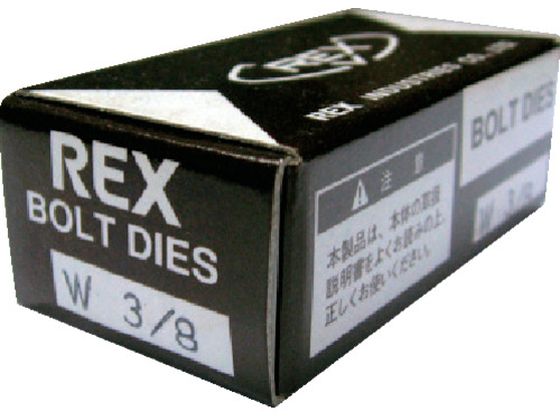 REX
REX INDUSTRIES CO., LTD.
REX
BOLT DIES
W 3/8
注意
本製品は、本体の取扱
説明書をよくお読みの上、
正しくお使いください。
BOLT DIES
W 3/8